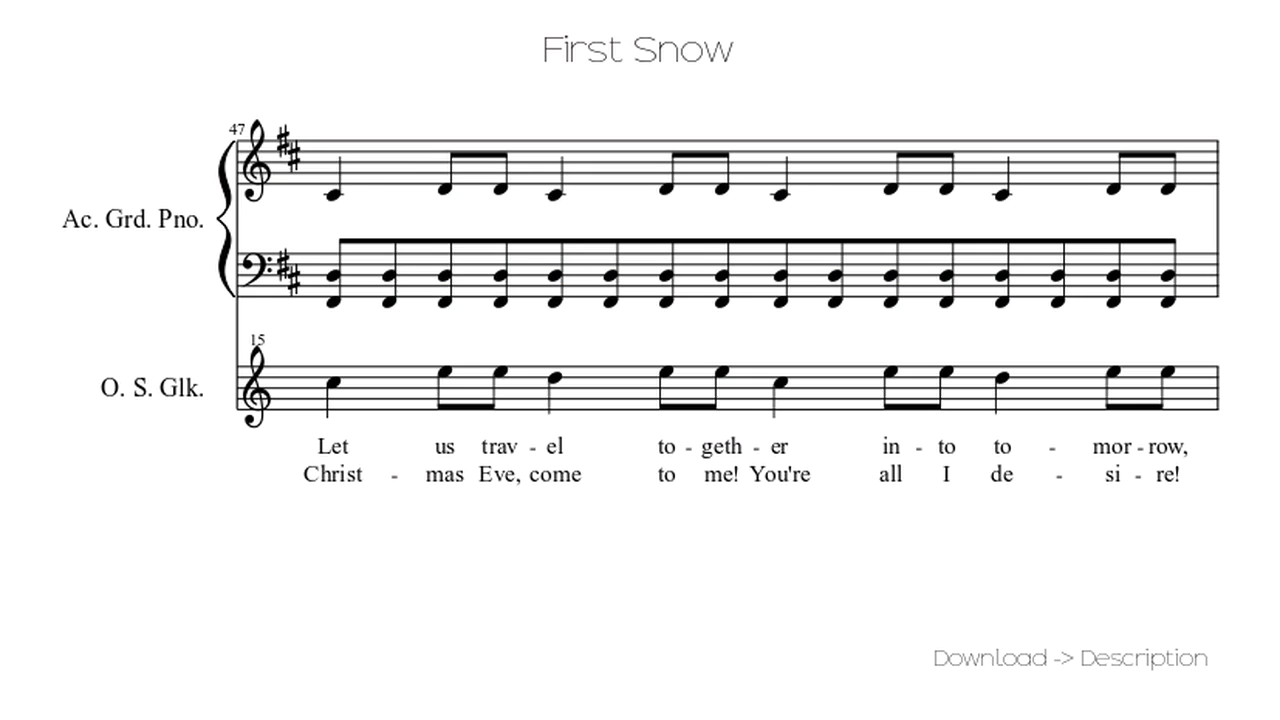 First Snow
47
Ac. Grd. Pno.
15
O. S. Glk.
Let us trav - el to - geth - er in - to to - mor - row,
Christ - mas Eve, come to me! You're all I de - si - re!
Download -> Description